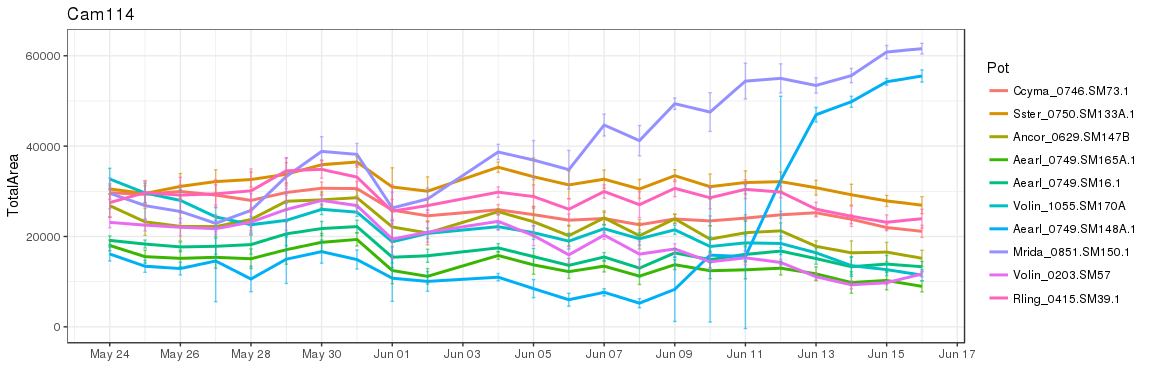 Cam114
TotalArea
60000
40000
20000
0
May 24 May 26 May 28 May 30 Jun 01 Jun 03 Jun 05 Jun 07 Jun 09 Jun 11 Jun 13 Jun 15 Jun 17
Pot
Ccyma_0746.SM73.1
Sster_0750.SM133A.1
Ancor_0629.SM147B
Aearl_0749.SM165A.1
Aearl_0749.SM16.1
Volin_1055.SM170A
Aearl_0749.SM148A.1
Mrida_0851.SM150.1
Volin_0203.SM57
Rling_0415.SM39.1